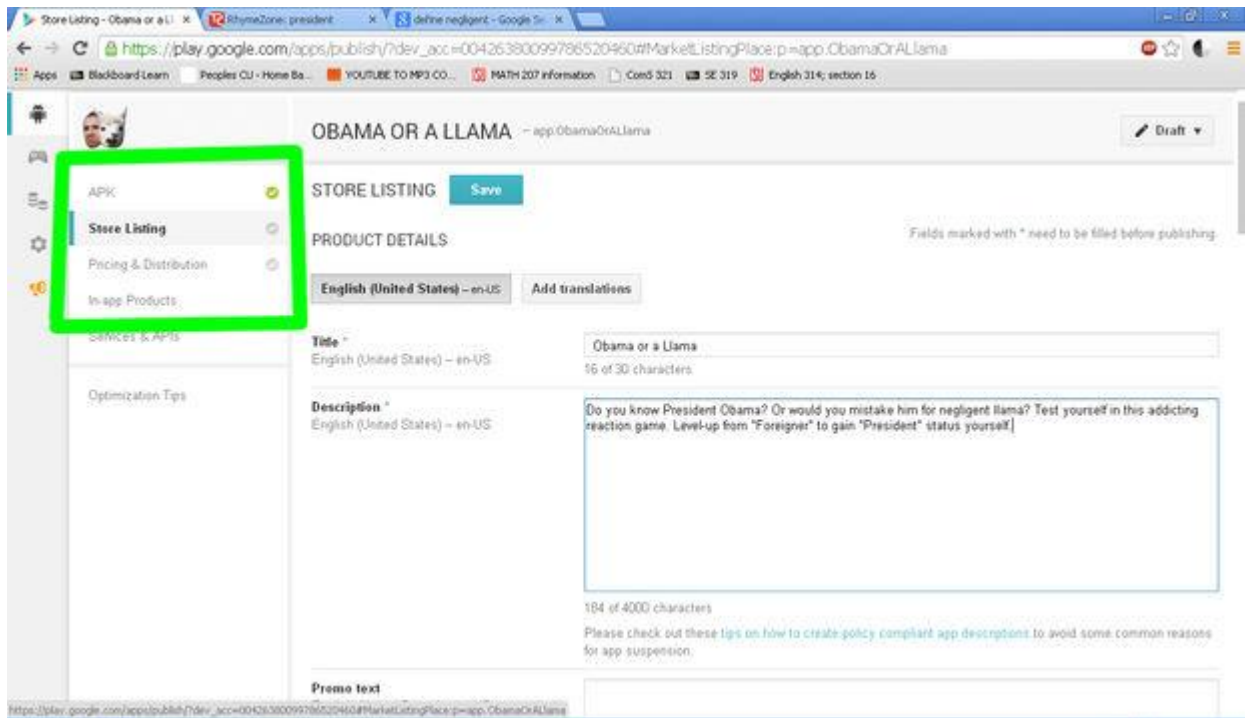 Store Listing - Obama or a Ll
RhymeZone: president
define negligent - Google Se
https://play.google.com/apps/publish/?dev_acc=00426380099786520460#MarketListingPlace:p=app.ObamaOrALlama
Apps Blackboard Learn Peoples CU - Home Ba... YOUTUBE TO MP3 CO... MATH 207 information ComS 321 SE 319 English 314; section 16
OBAMA OR A LLAMA - app.ObamaOrALlama
Draft
APK
Store Listing
Pricing & Distribution
In-app Products
Services & APIs
Optimization Tips
STORE LISTING Save
PRODUCT DETAILS
Fields marked with * need to be filled before publishing.
English (United States) – en-US Add translations
Title *
English (United States) – en-US
Obama or a Llama
16 of 30 characters
Description *
English (United States) – en-US
Do you know President Obama? Or would you mistake him for negligent llama? Test yourself in this addicting
reaction game. Level-up from "Foreigner" to gain "President" status yourself.
184 of 4000 characters
Please check out these tips on how to create policy compliant app descriptions to avoid some common reasons
for app suspension.
Promo text